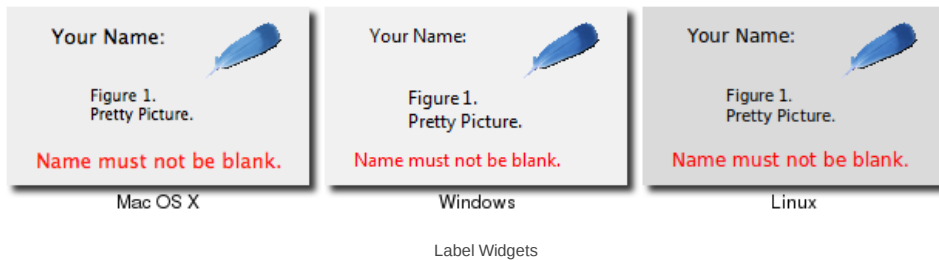 Your Name:
Figure 1.
Pretty Picture.
Name must not be blank.
Mac OS X
Your Name:
Figure 1.
Pretty Picture.
Name must not be blank.
Windows
Your Name:
Figure 1.
Pretty Picture.
Name must not be blank.
Linux
Label Widgets